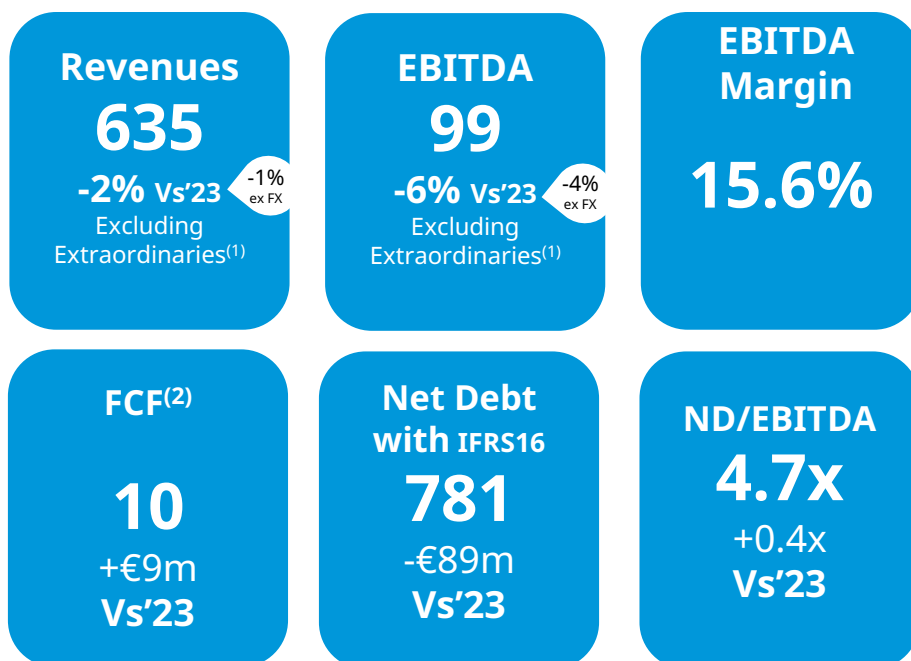 Revenues
635
-2% Vs’23
-1%
ex FX
Excluding
Extraordinaries(1)
EBITDA
99
-6% Vs’23
-4%
ex FX
Excluding
Extraordinaries(1)
EBITDA
Margin
15.6%
FCF(2)
10
+€9m
Vs’23
Net Debt
with IFRS16
781
-€89m
Vs’23
ND/EBITDA
4.7x
+0.4x
Vs’23